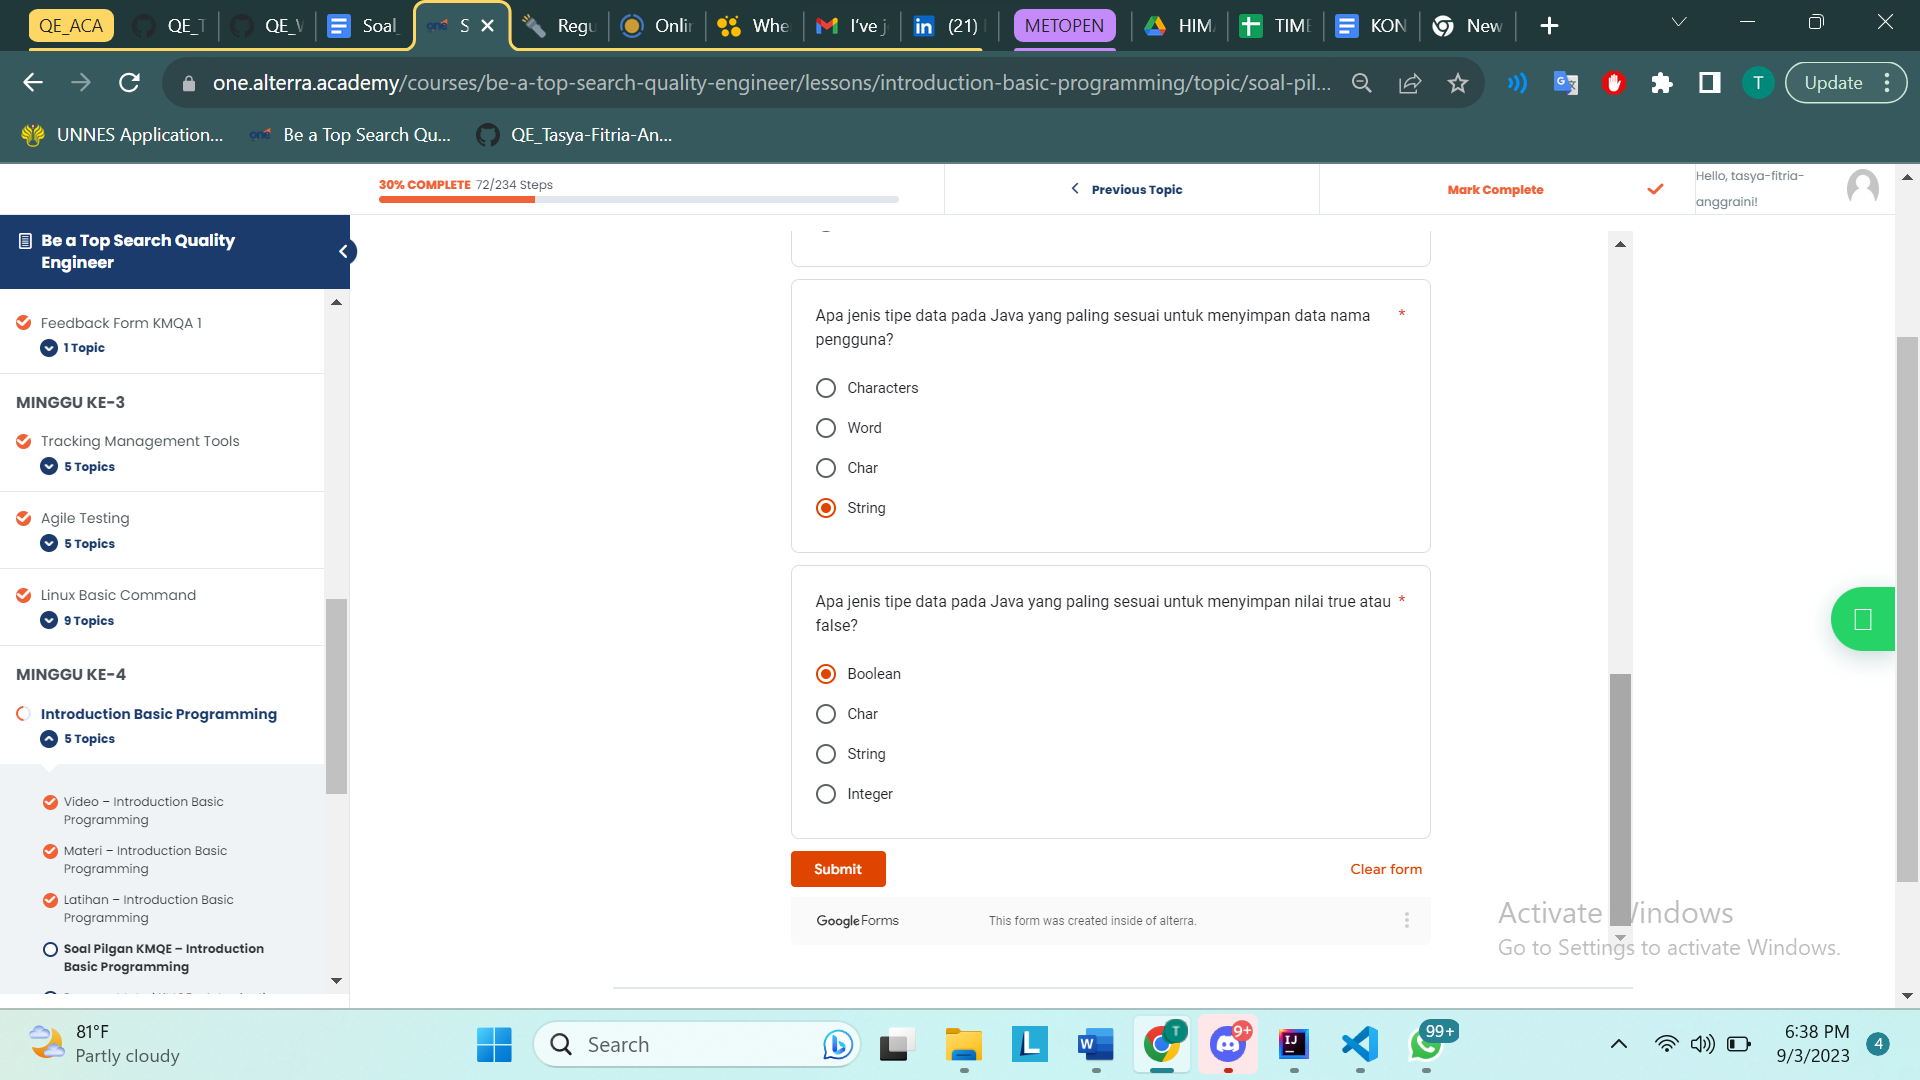 QE_ACA
QE_T
QE_V
Soal_
S
Regu
Onlin
Whe
I've j
(21)
METOPEN
HIM
TIME
KON
New
one.alterra.academy/courses/be-a-top-search-quality-engineer/lessons/introduction-basic-programming/topic/soal-pil...
T
Update
UNNES Application...
one
Be a Top Search Qu...
QE_Tasya-Fitria-An...
30% COMPLETE 72/234 Steps
Previous Topic
Mark Complete
Hello, tasya-fitria-
anggraini!
Be a Top Search Quality
Engineer
Feedback Form KMQA 1
1 Topic
MINGGU KE-3
Tracking Management Tools
5 Topics
Agile Testing
5 Topics
Linux Basic Command
9 Topics
MINGGU KE-4
Introduction Basic Programming
5 Topics
Video – Introduction Basic
Programming
Materi – Introduction Basic
Programming
Latihan – Introduction Basic
Programming
Soal Pilgan KMQE – Introduction
Basic Programming
Apa jenis tipe data pada Java yang paling sesuai untuk menyimpan data nama *
pengguna?
Characters
Word
Char
String
Apa jenis tipe data pada Java yang paling sesuai untuk menyimpan nilai true atau *
false?
Boolean
Char
String
Integer
Submit
Clear form
Google Forms
This form was created inside of alterra.
Activate Windows
Go to Settings to activate Windows.
81°F
Partly cloudy
Search
T
9+
99+
6:38 PM
9/3/2023
4